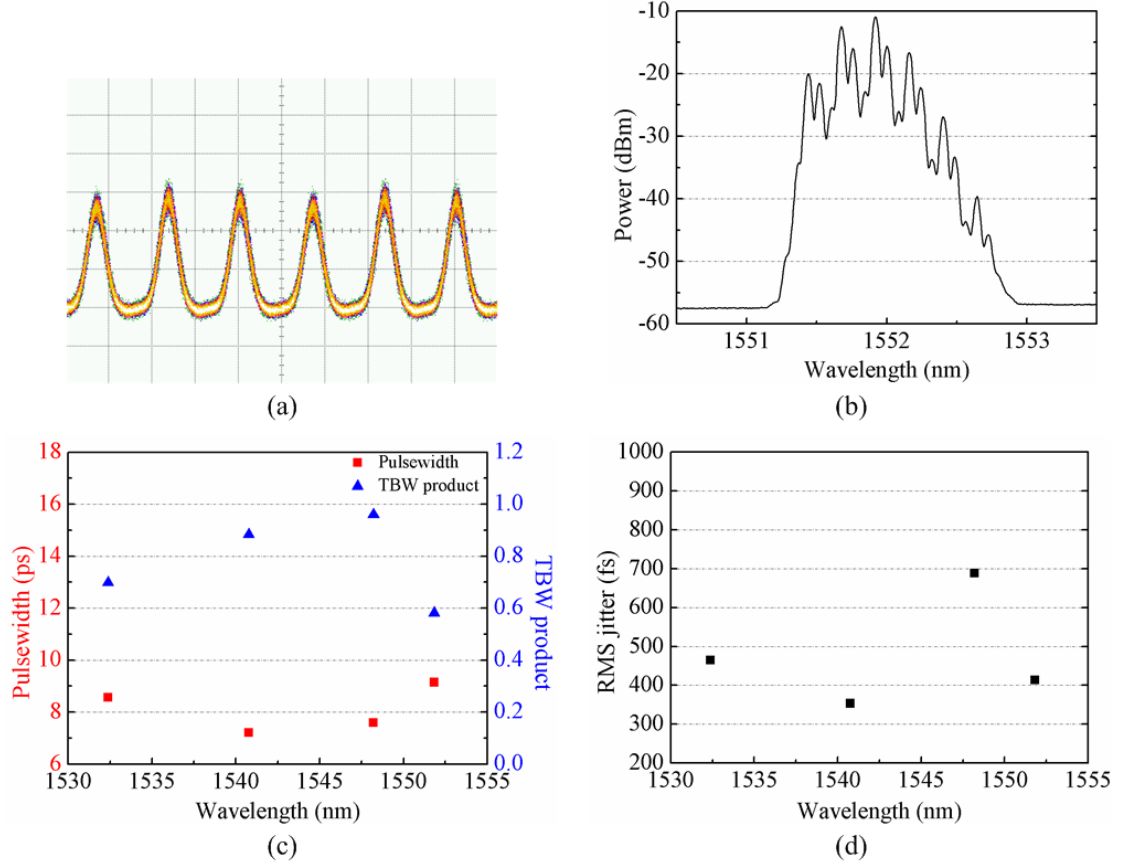 (a)
-10
-20
-30
-40
-50
-60
Power (dBm)
1551 1552 1553
Wavelength (nm)
(b)
18
16
14
12
10
8
6
Pulsewidth (ps)
Pulsewidth
TBW product
1.2
1.0
0.8
0.6
0.4
0.2
0.0
TBW product
1530 1535 1540 1545 1550 1555
Wavelength (nm)
(c)
1000
900
800
700
600
500
400
300
200
RMS jitter (fs)
1530 1535 1540 1545 1550 1555
Wavelength (nm)
(d)